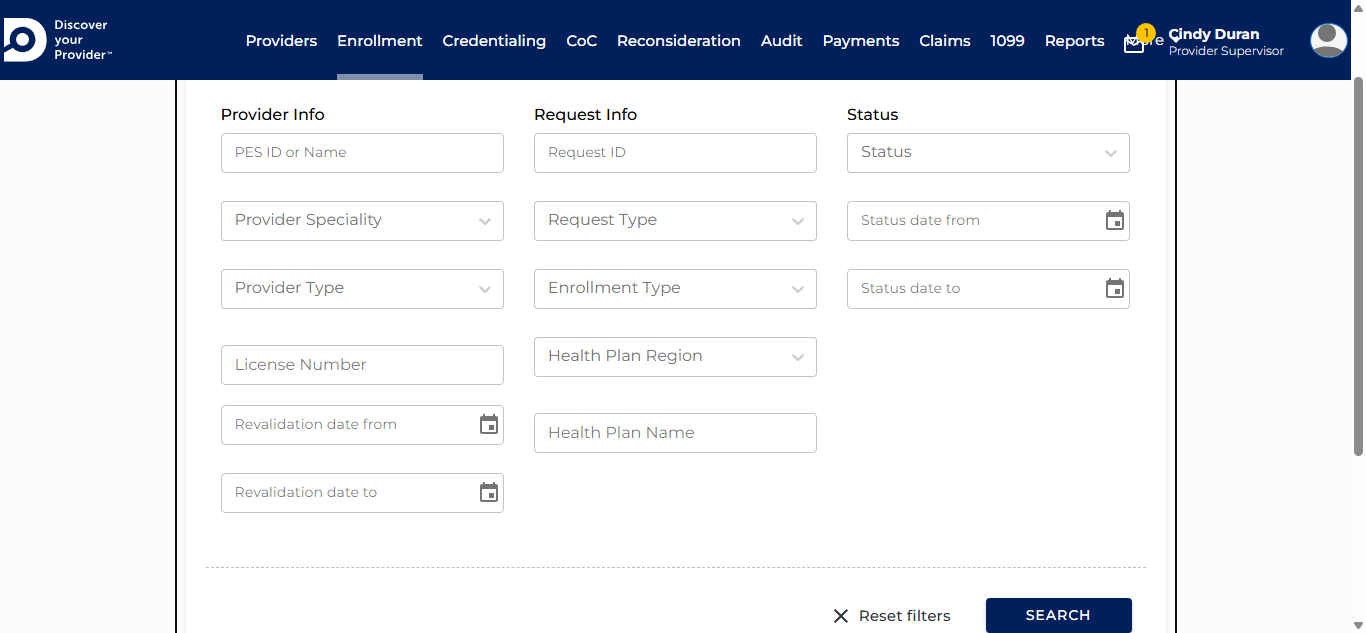 Discover
your
Provider™
Providers Enrollment Credentialing CoC Reconsideration Audit Payments Claims 1099 Reports More
1
Cindy Duran
Provider Supervisor
Provider Info Request Info Status
PES ID or Name Request ID Status
Provider Speciality Request Type Status date from
Provider Type Enrollment Type Status date to
License Number Health Plan Region
Revalidation date from Health Plan Name
Revalidation date to
Reset filters SEARCH